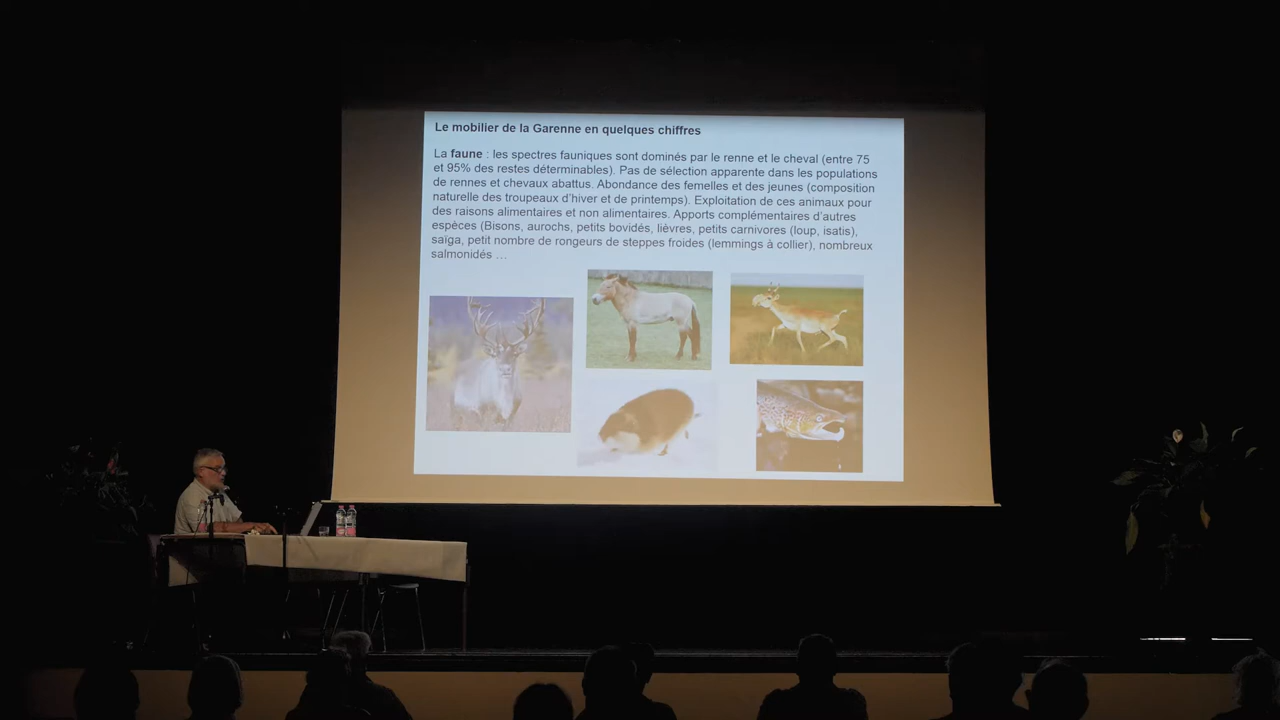 Le mobilier de la Garenne en quelques chiffres
La faune : les spectres fauniques sont dominés par le renne et le cheval (entre 75
et 95% des restes déterminables). Pas de sélection apparente dans les populations
de rennes et chevaux abattus. Abondance des femelles et des jeunes (composition
naturelle des troupeaux d’hiver et de printemps). Exploitation de ces animaux pour
des raisons alimentaires et non alimentaires. Apports complémentaires d’autres
espèces (Bisons, aurochs, petits bovidés, lièvres, petits carnivores (loup, isatis),
saïga, petit nombre de rongeurs de steppes froides (lemmings à collier), nombreux
salmonidés …